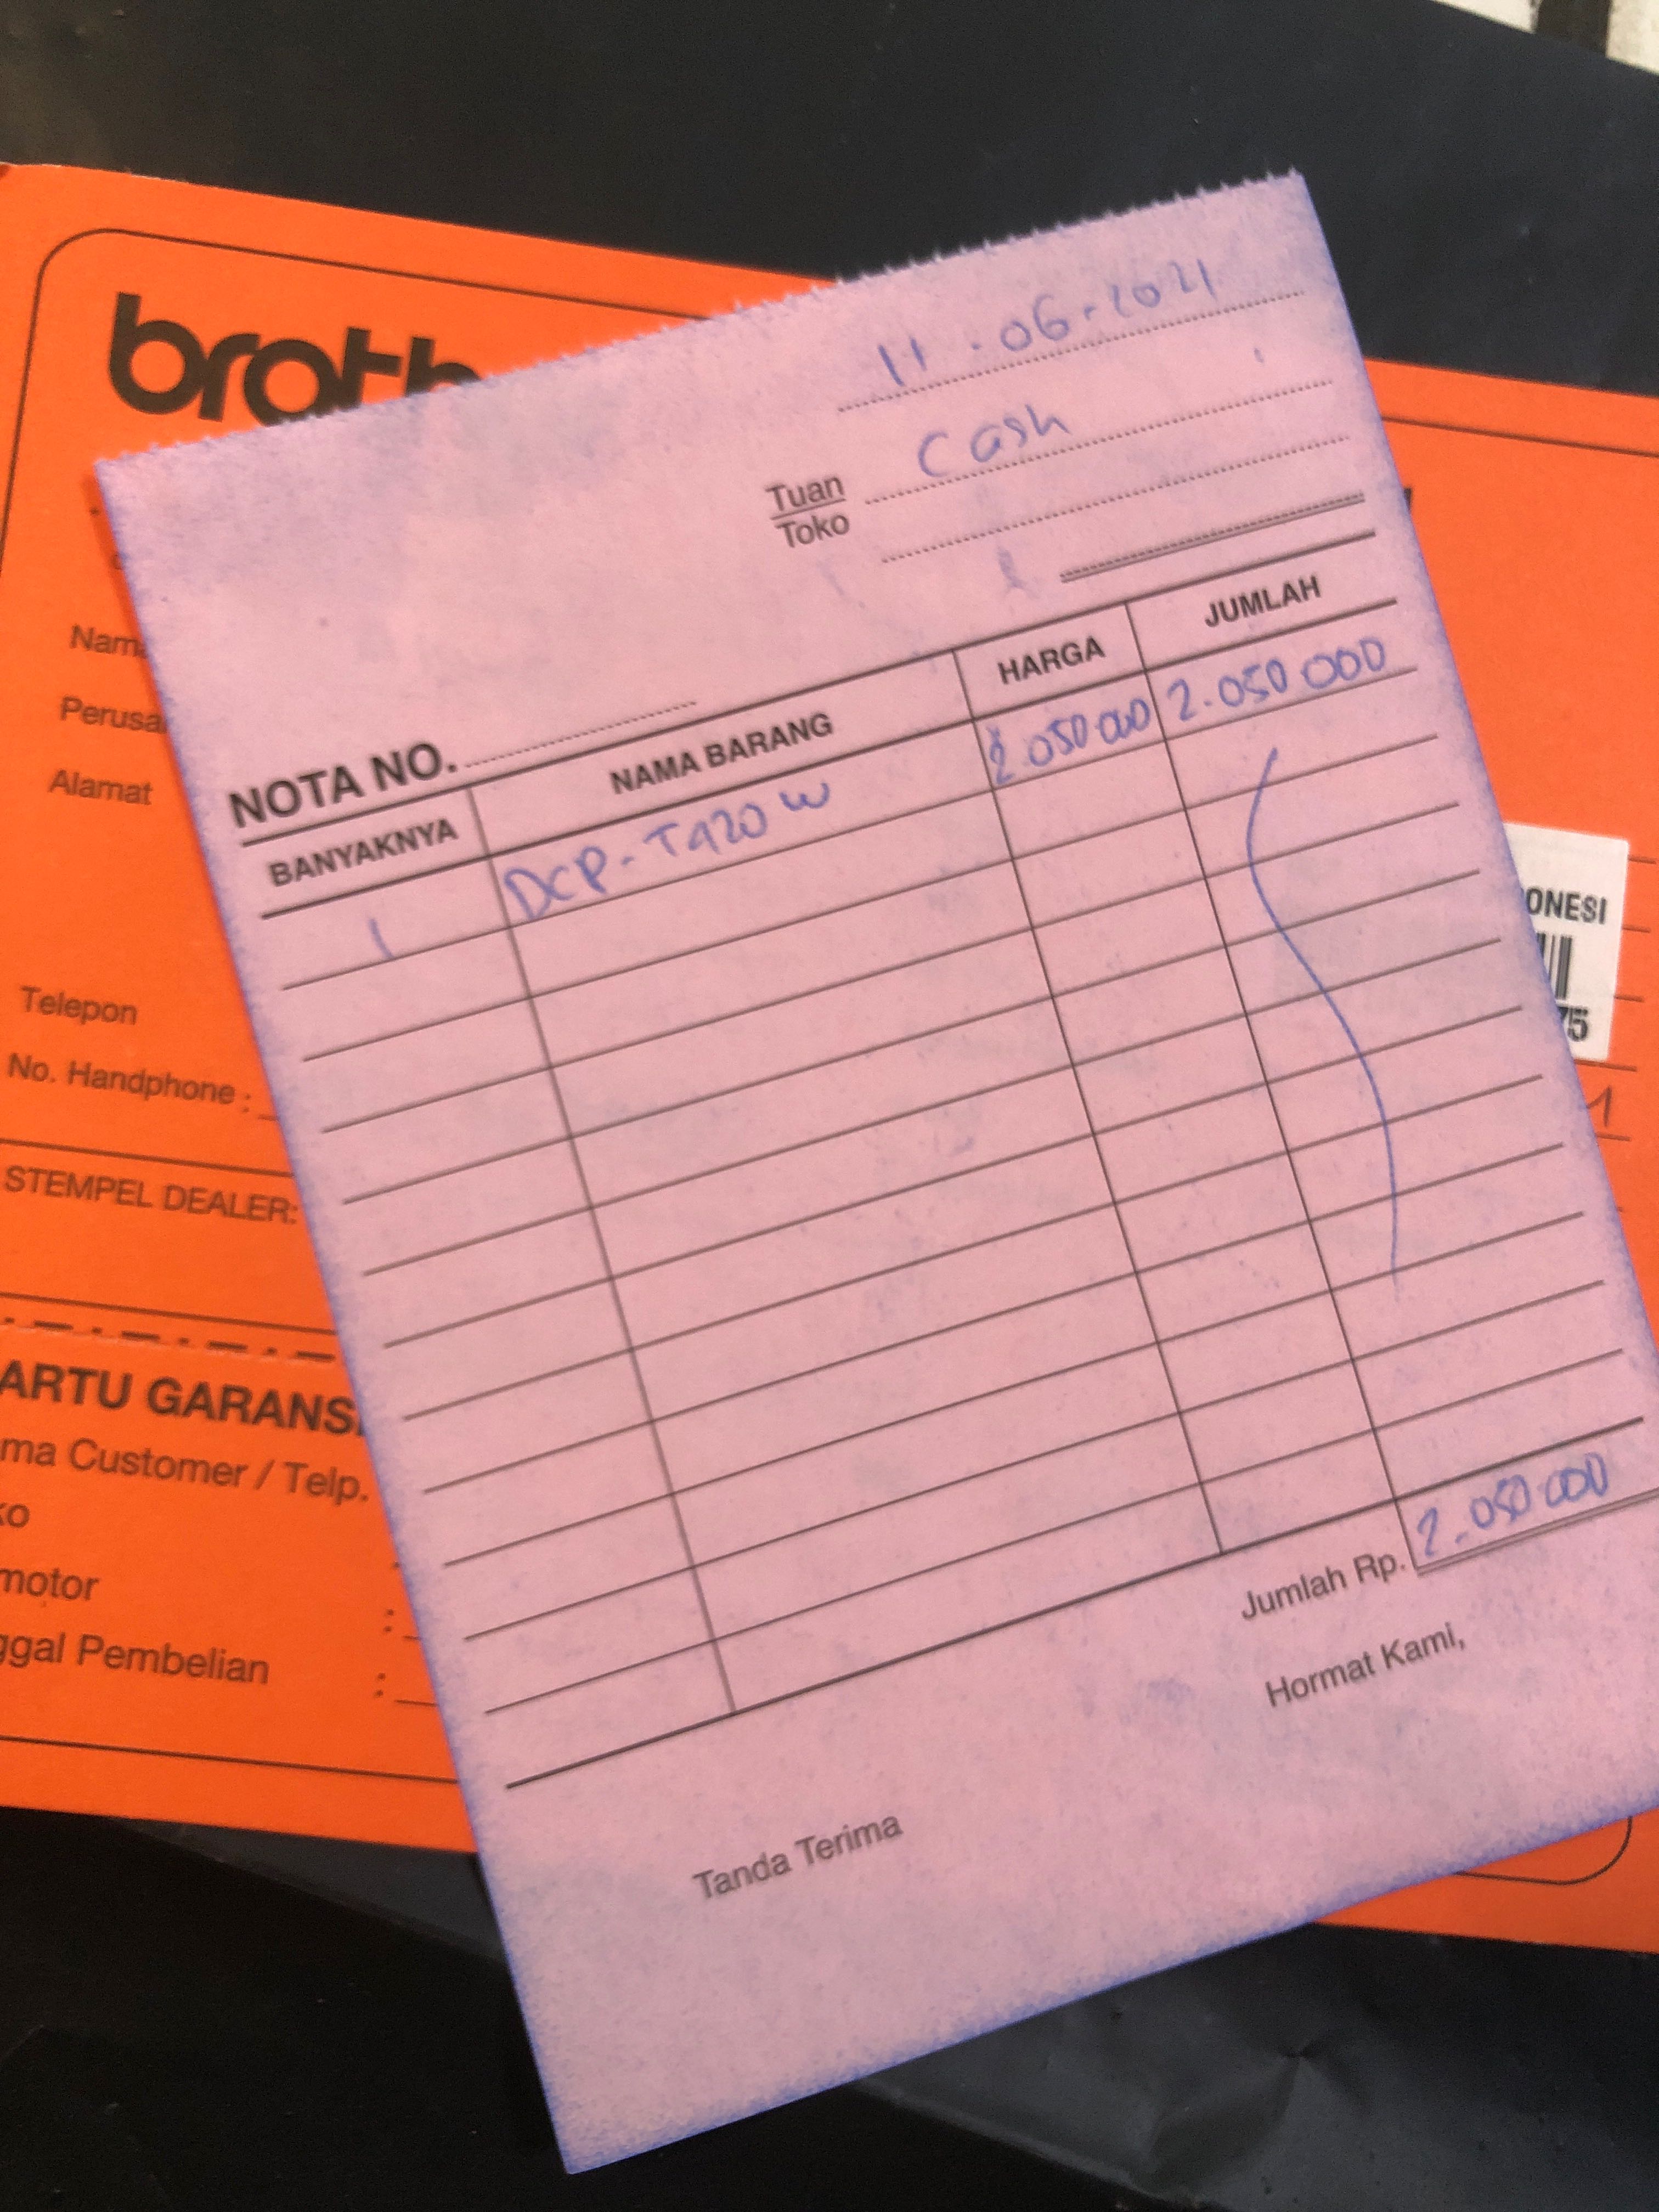 11-06-2021
Tuan Cash
Toko
NOTA NO.
BANYAKNYA NAMA BARANG HARGA JUMLAH
1 DCP-T420W 2.050 000 2.050 000
Jumlah Rp. 2.050 000
Tanda Terima Hormat Kami,
broth
Nam
Perusa
Alamat
ONESI
75
Telepon
No. Handphone :
STEMPEL DEALER:
ARTU GARANS
ma Customer / Telp.
ko
motor :
ggal Pembelian :